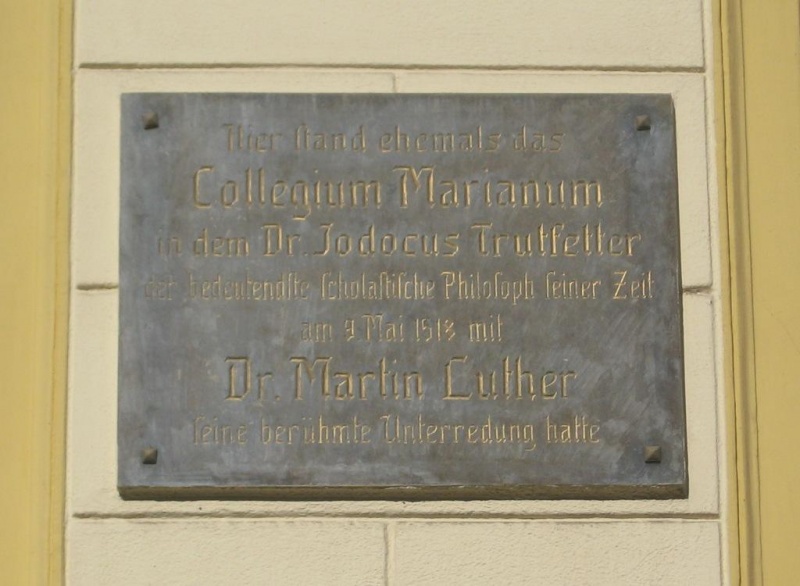 Hier ſtand ehemals das
Collegium Marianum
in dem Dr. Jodocus Trutfetter
der bedeutendſte ſcholaſtiſche Philoſoph ſeiner Zeit
am 9 Mai 1518 mit
Dr. Martin Luther
ſeine berühmte Unterredung hatte